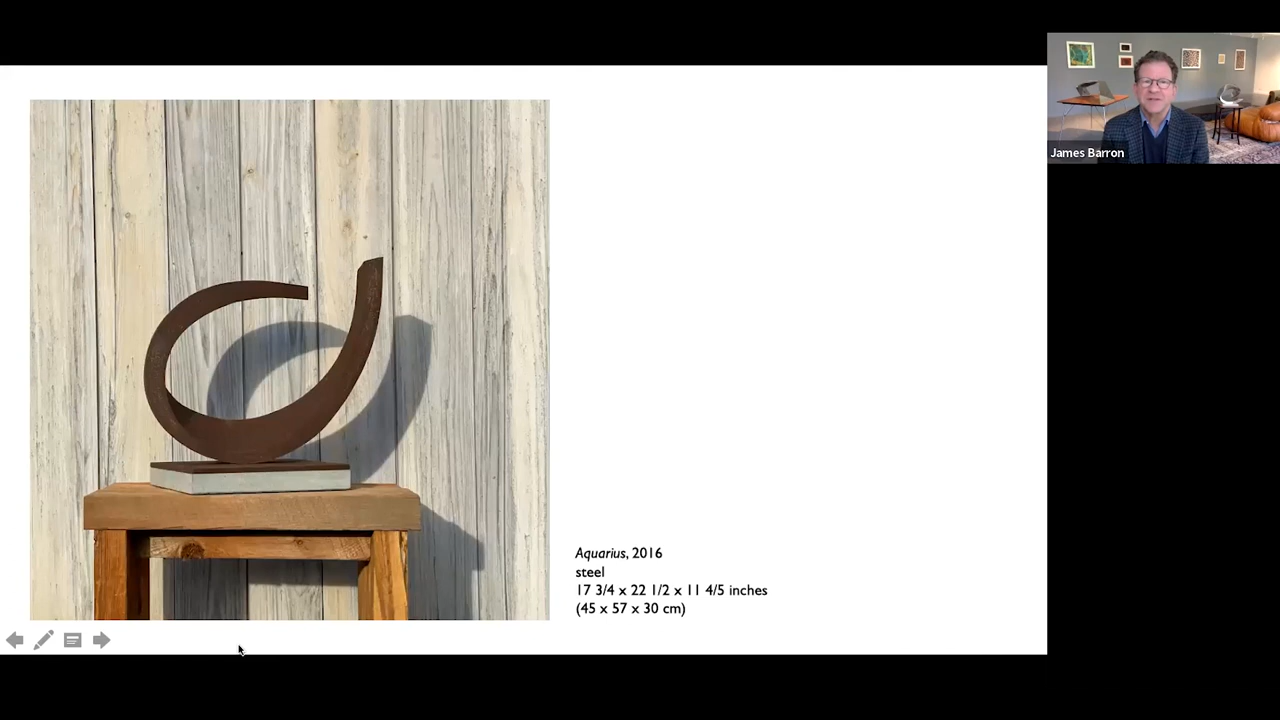 James Barron
Aquarius, 2016
steel
17 3/4 x 22 1/2 x 11 4/5 inches
(45 x 57 x 30 cm)